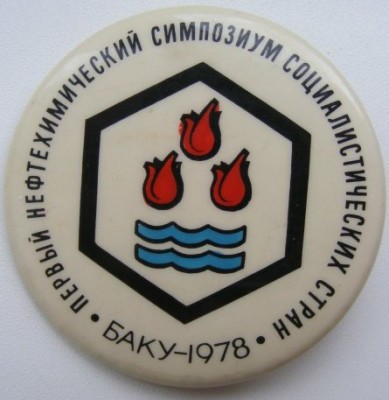 • ПЕРВЫЙ НЕФТЕХИМИЧЕСКИЙ СИМПОЗИУМ СОЦИАЛИСТИЧЕСКИХ СТРАН •
БАКУ-1978